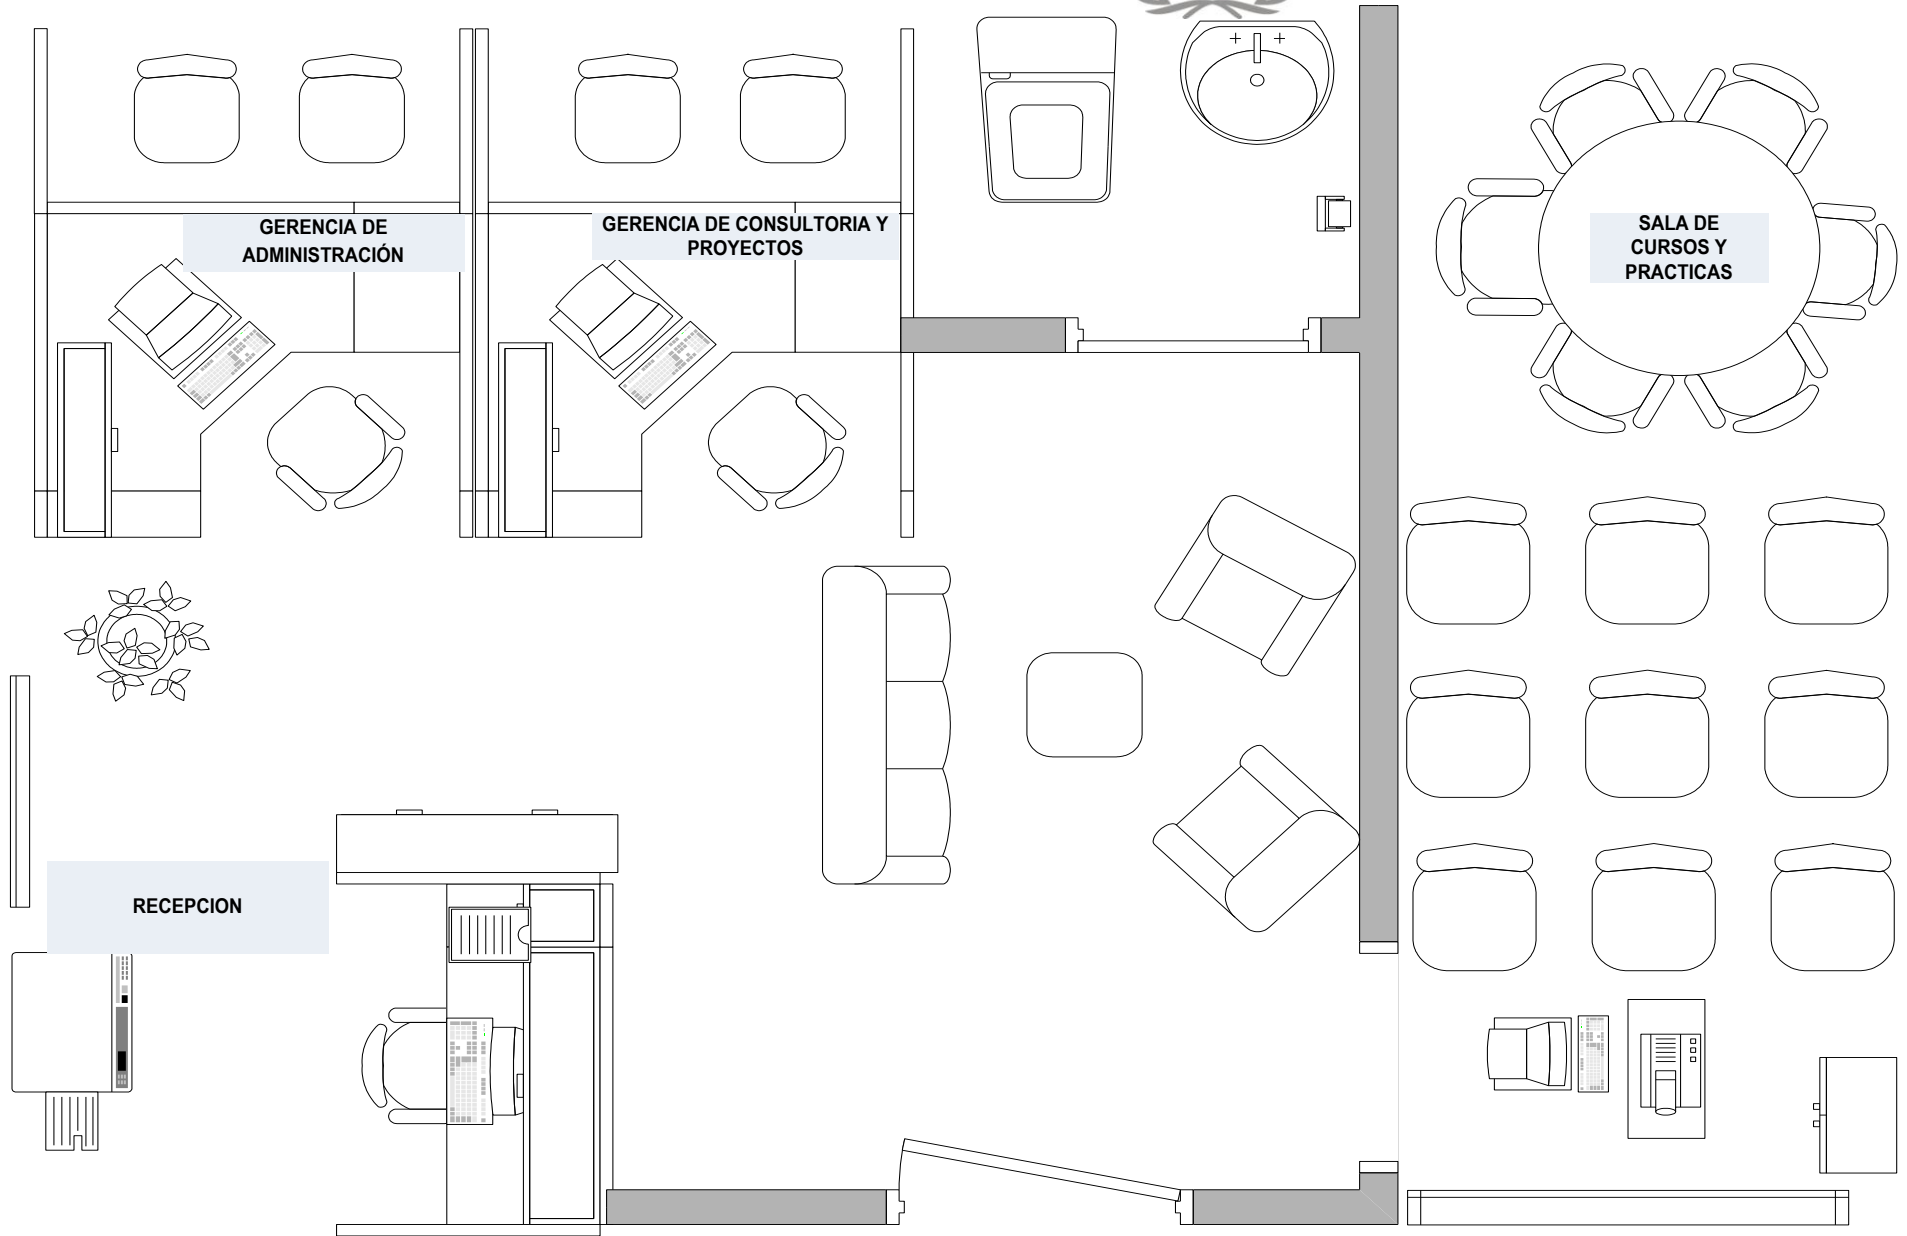 GERENCIA DE
ADMINISTRACIÓN
GERENCIA DE CONSULTORIA Y
PROYECTOS
SALA DE
CURSOS Y
PRACTICAS
RECEPCION